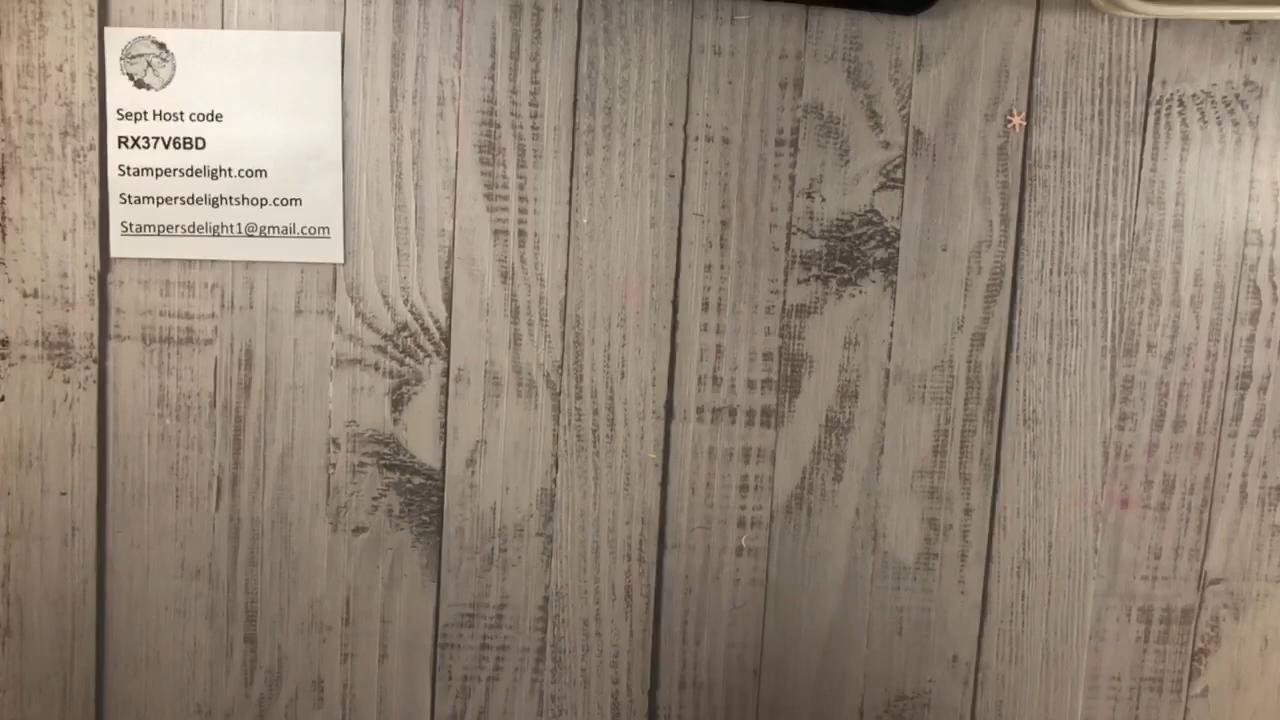 Sept Host code
RX37V6BD
Stampersdelight.com
Stampersdelightshop.com
Stampersdelight1@gmail.com